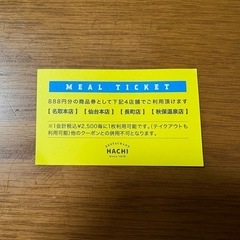 MEAL TICKET
888円分の商品券として下記4店舗でご利用頂けます
【名取本店】【仙台本店】【長町店】【秋保温泉店】
※1会計税込¥2,500毎に1枚利用可能です。(テイクアウトも
利用可能)他のクーポンとの併用不可となります。
HACHI